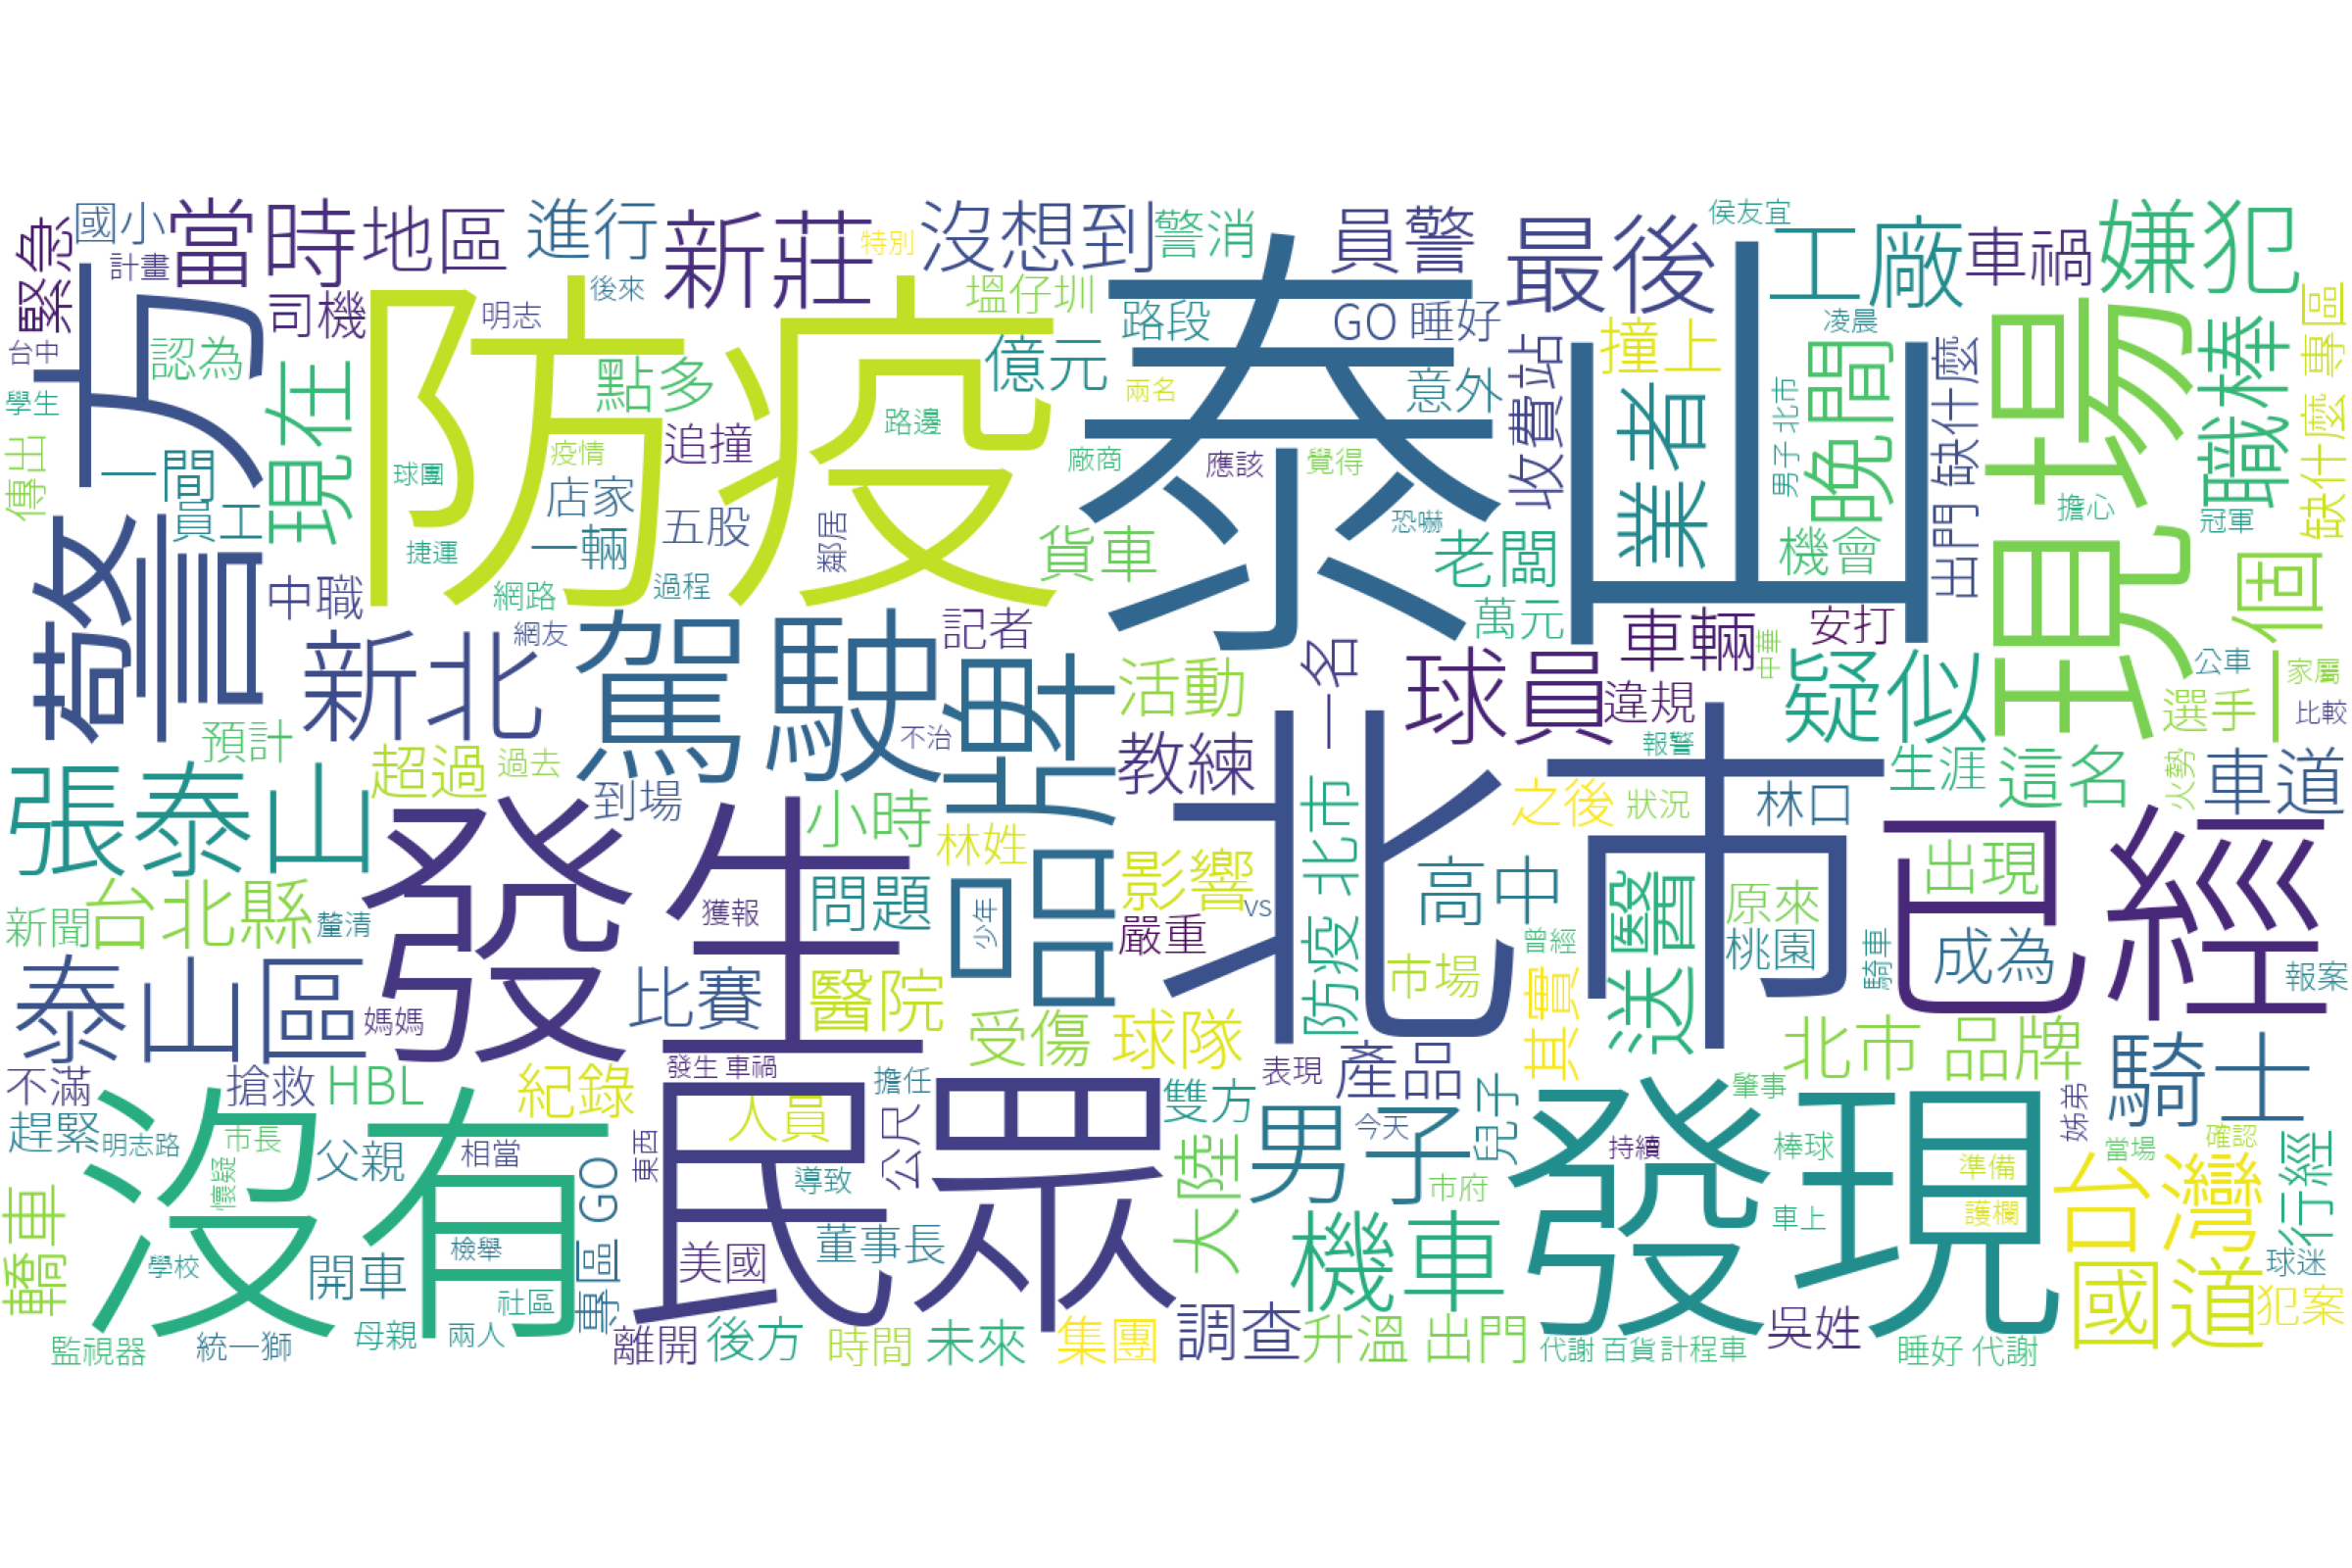 緊急
國小
計畫
當時
地區
進行
新莊
特別
沒想到
警消
員警
最後
侯友宜
工廠
車禍
嫌犯
警方
司機
明志
後來
防疫
塭仔圳
泰山
路段
GO 睡好
撞上
凌晨
缺什麼 專區
台中
認為
現在
點多
億元
兩名
意外
收費站
業者
晚間
出門 缺什麼
現場
職棒
學生
傳出
一間
員工
球團
疫情
追撞
路邊
廠商
應該
覺得
男子 北市
擔心
冠軍
店家
五股
鄰居
恐嚇
捷運
一輛
貨車
老闆
機會
一個
中職
網路
過程
網友
記者
萬元
車輛
安打
中華
新北
駕駛
品牌
活動
一名
球員
違規
疑似
選手
公車
家屬
比較
預計
不治
教練
報警
張泰山
超過
過去
到場
小時
林姓
防疫 北市
之後
狀況
林口
生涯
這名
火勢
車道
發生
北市
已經
影響
高中
送醫
出現
新聞
台北縣
釐清
獲報
問題
少年
嚴重
VS
曾經
原來
桃園
騎車
成為
報案
泰山區
媽媽
比賽
醫院
受傷
球隊
市場
其實
北市 品牌
騎士
不滿
搶救
HBL
紀錄
發生 車禍
擔任
表現
產品
肇事
姊弟
趕緊
明志路
市長
父親
相當
沒有
東西
人員
公尺
民眾
雙方
男子
今天
兒子
持續
發現
棒球
當場
確認
懷疑
專區 GO
導致
大陸
市府
準備
台灣
行經
轎車
學校
開車
檢舉
社區
美國
董事長
機車
車上
護欄
國道
球迷
犯案
監視器
統一獅
母親
兩人
離開
後方
時間
未來
集團
調查
升溫 出門
代謝 百貨
計程車
吳姓
睡好 代謝